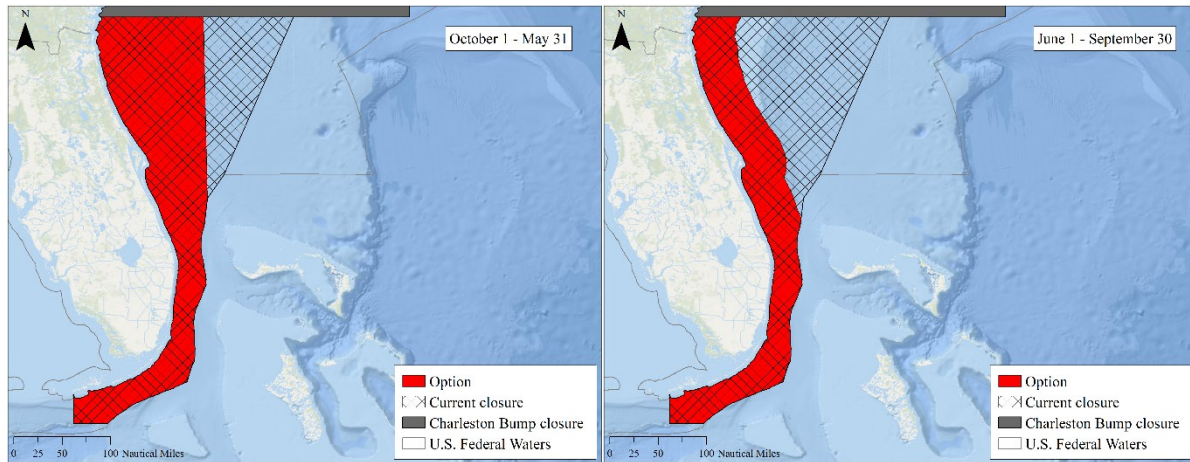 N
October 1 - May 31
Option
Current closure
Charleston Bump closure
U.S. Federal Waters
0 25 50 100 Nautical Miles
N
June 1 - September 30
Option
Current closure
Charleston Bump closure
U.S. Federal Waters
0 25 50 100 Nautical Miles